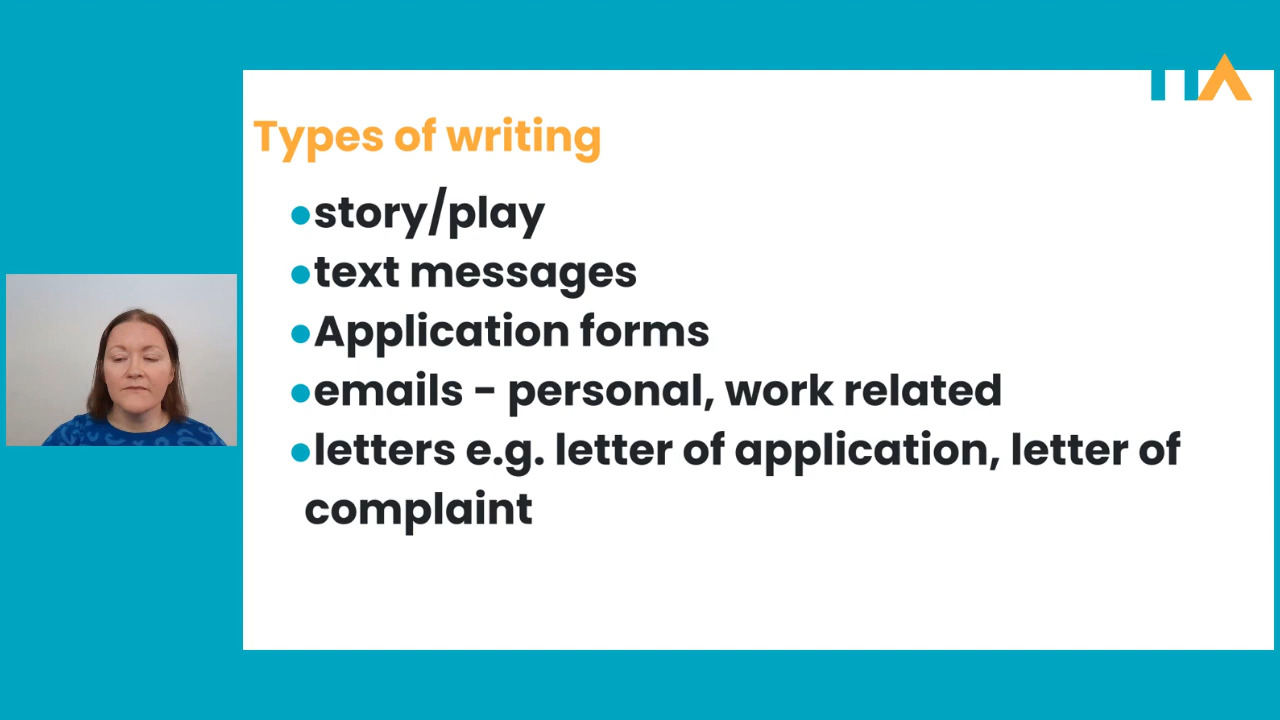 Types of writing
●story/play
●text messages
●Application forms
●emails - personal, work related
●letters e.g. letter of application, letter of
complaint